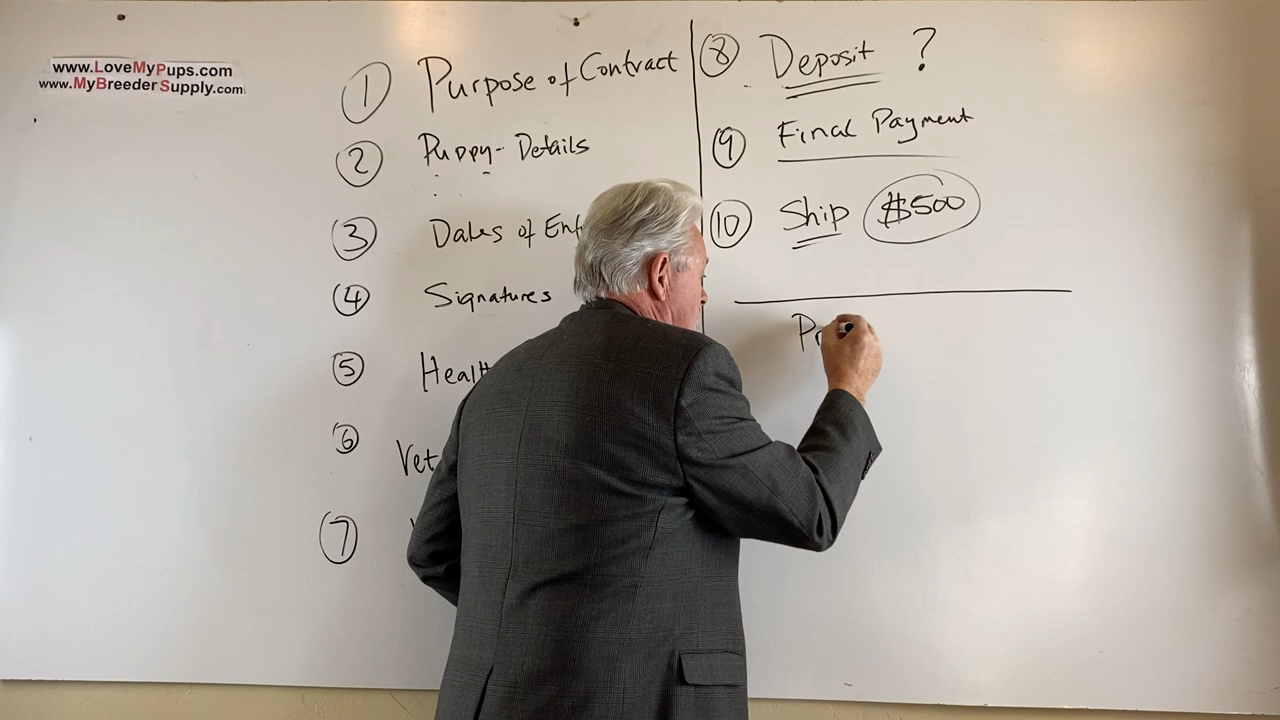 www.LoveMyPups.com
www.MyBreederSupply.com
1 Purpose of Contract
2 Puppy- Details
3 Dates of
4 Signatures
5
6 Vet
7
8 Deposit ?
9 Final Payment
10 Ship $500